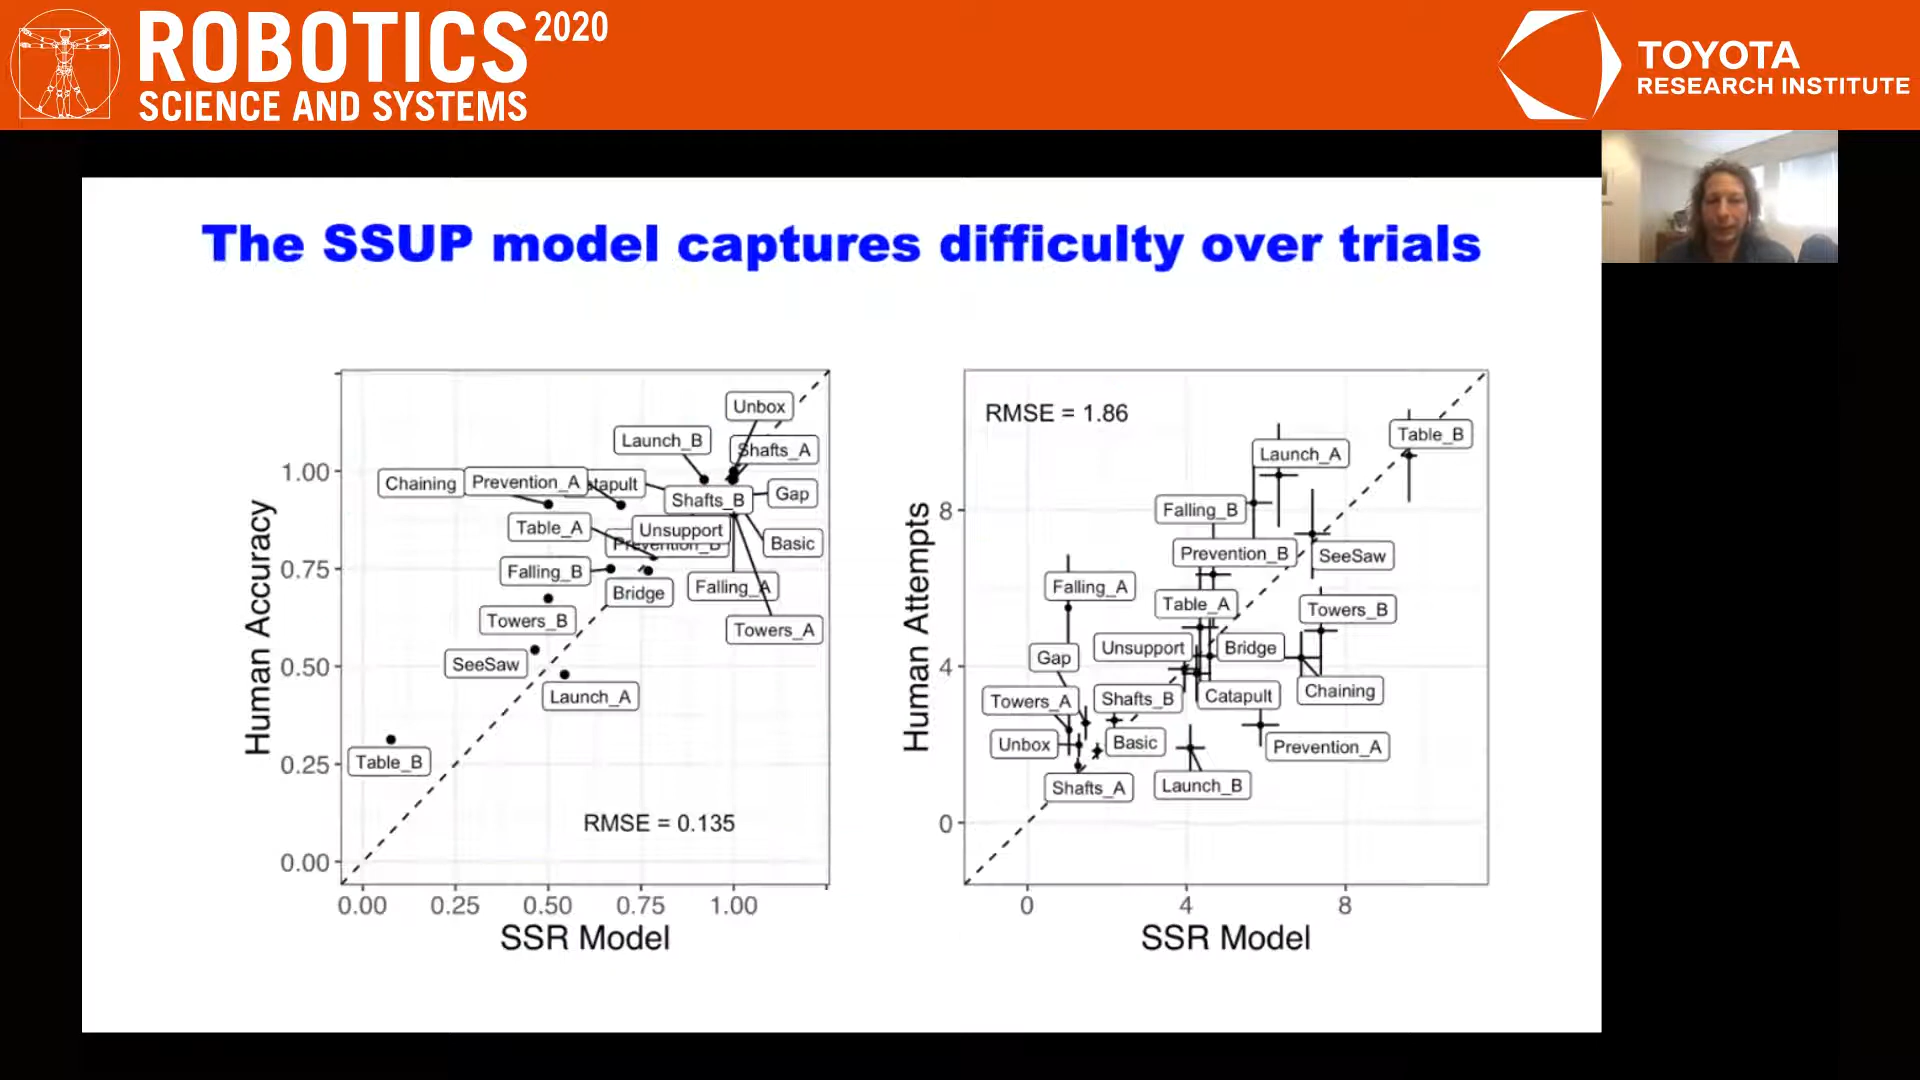 ROBOTICS 2020
SCIENCE AND SYSTEMS
TOYOTA
RESEARCH INSTITUTE
The SSUP model captures difficulty over trials
Human Accuracy
1.00
0.75
0.50
0.25
0.00
Unbox
Launch_B
Shafts_A
Chaining
Prevention_A
tapult
Gap
Shafts_B
Table_A
Unsupport
Prevention_B
Basic
Falling_B
Bridge
Falling_A
Towers_B
Towers_A
SeeSaw
Launch_A
Table_B
RMSE = 0.135
0.00 0.25 0.50 0.75 1.00
SSR Model
Human Attempts
8
4
0
RMSE = 1.86
Table_B
Launch_A
Falling_B
Prevention_B
SeeSaw
Falling_A
Table_A
Towers_B
Gap
Unsupport
Bridge
Towers_A
Shafts_B
Catapult
Chaining
Unbox
Basic
Prevention_A
Shafts_A
Launch_B
0 4 8
SSR Model